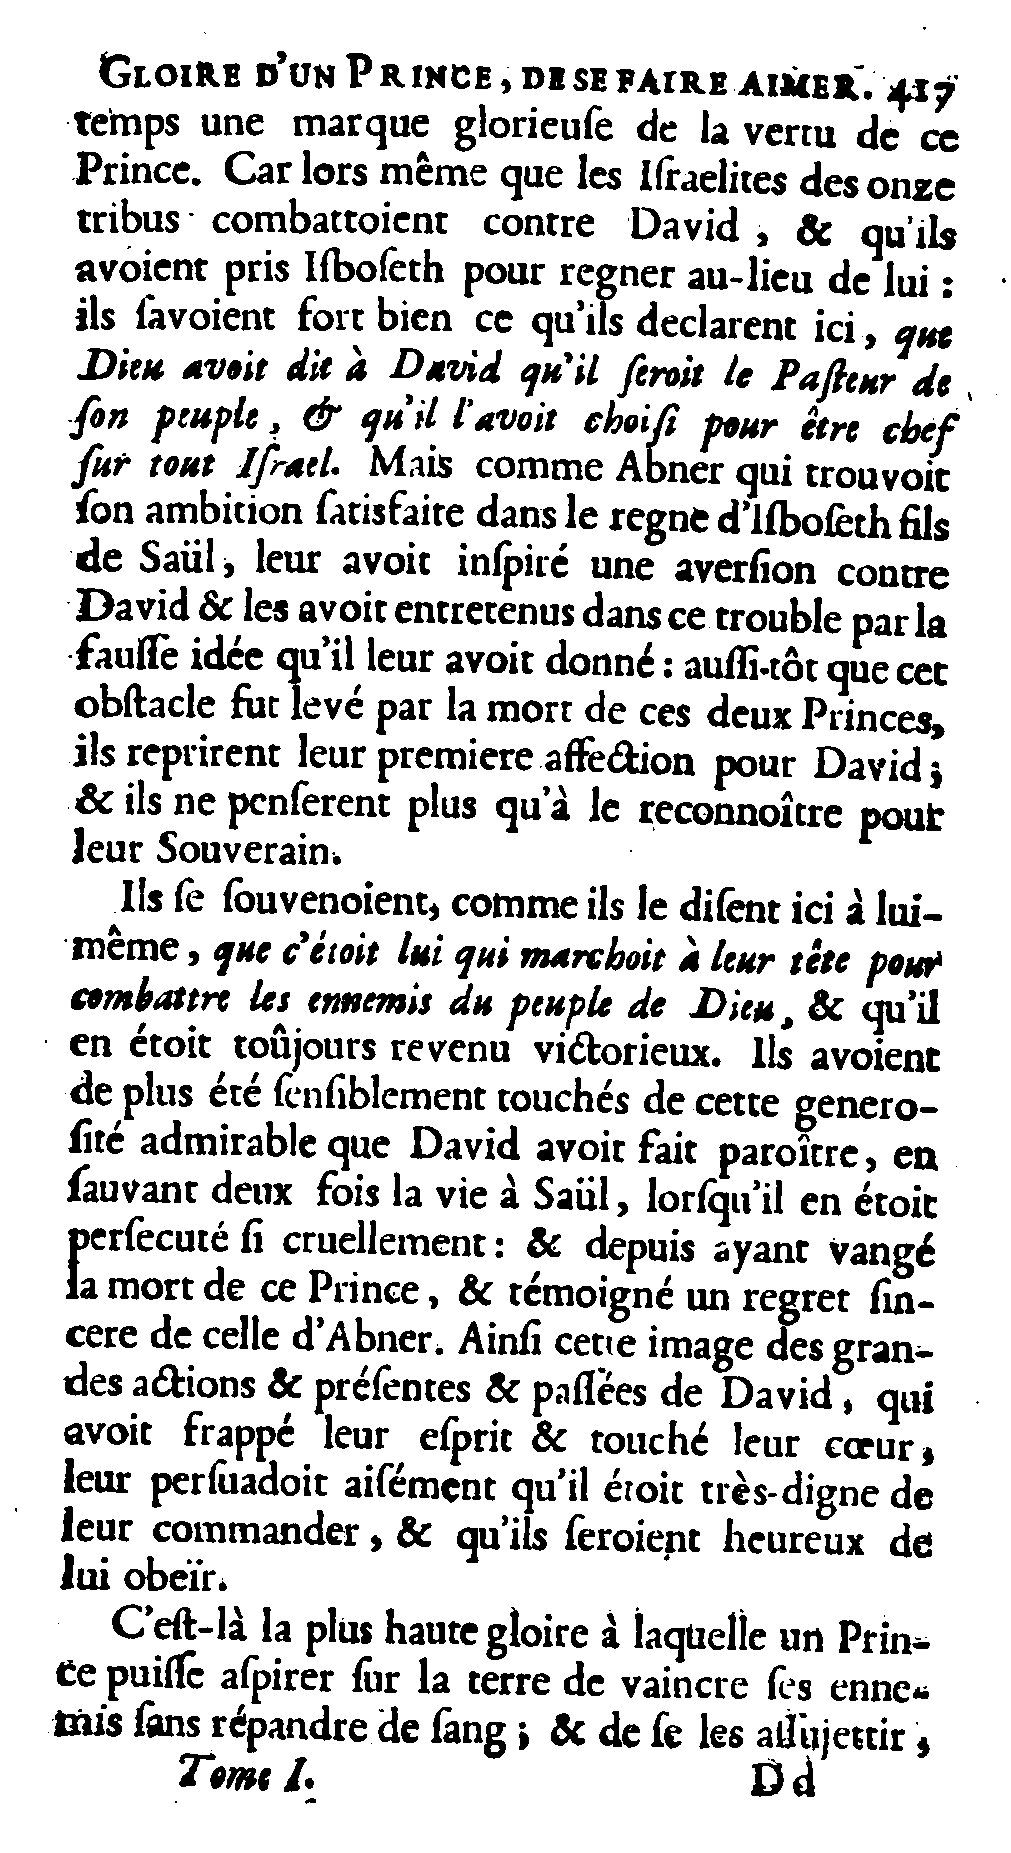 GLOIRE D'UN PRINCE, DE SE FAIRE AIMER. 417
temps une marque glorieuſe de la vertu de ce
Prince. Car lors même que les Iſraelites des onze
tribus combattoient contre David, & qu'ils
avoient pris Iſboſeth pour regner au-lieu de lui :
ils ſavoient fort bien ce qu'ils declarent ici, que
Dieu avoit dit à David qu'il ſeroit le Paſteur de
ſon peuple, & qu'il l'avoit choiſi pour être chef
ſur tout Iſrael. Mais comme Abner qui trouvoit
ſon ambition ſatisfaite dans le regne d'Iſboſeth fils
de Saül, leur avoit inſpiré une averſion contre
David & les avoit entretenus dans ce trouble par la
fauſſe idée qu'il leur avoit donné : auſſi-tôt que cet
obſtacle fut levé par la mort de ces deux Princes,
ils reprirent leur premiere affection pour David;
& ils ne penſerent plus qu'à le reconnoître pour
leur Souverain.
Ils ſe ſouvenoient, comme ils le diſent ici à lui-
même, que c'étoit lui qui marchoit à leur tête pour
combattre les ennemis du peuple de Dieu, & qu'il
en étoit toûjours revenu victorieux. Ils avoient
de plus été ſenſiblement touchés de cette genero-
ſité admirable que David avoit fait paroître, en
ſauvant deux fois la vie à Saül, lorſqu'il en étoit
perſecuté ſi cruellement : & depuis ayant vangé
la mort de ce Prince, & témoigné un regret ſin-
cere de celle d'Abner. Ainſi cette image des gran-
des actions & préſentes & paſſées de David, qui
avoit frappé leur eſprit & touché leur cœur,
leur perſuadoit aiſément qu'il étoit très-digne de
leur commander, & qu'ils ſeroient heureux de
lui obeïr.
C'eſt-là la plus haute gloire à laquelle un Prin-
ce puiſſe aſpirer ſur la terre de vaincre ſes enne-
mis ſans répandre de ſang ; & de ſe les aſſujettir,
Tome I. Dd